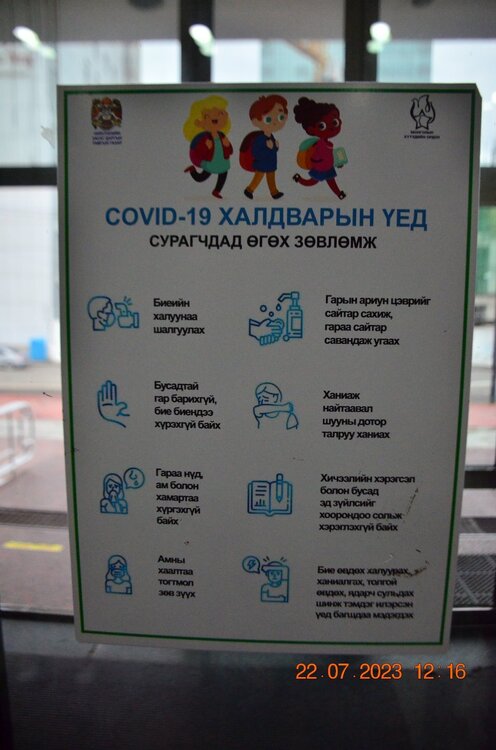 COVID-19 ХАЛДВАРЫН ҮЕД
СУРАГЧДАД ӨГӨХ ЗӨВЛӨМЖ
Биеийн
халуунаа
шалгуулах
Гарын ариун цэврийг
сайтар сахиж,
гараа сайтар
савандаж угаах
Бусадтай
гар барихгүй,
бие биендээ
хүрэхгүй байх
Ханиаж
найтаавал
шууны дотор
талруу ханиах
Гараа нүд,
ам болон
хамартаа
хүргэхгүй
байх
Хичээлийн хэрэгсэл
болон бусад
эд зүйлсийг
хоорондоо сольж
хэрэглэхгүй байх
Амны
хаалтаа
тогтмол
зөв зүүх
Бие өвдөх, халуурах,
ханиалгах, толгой
өвдөх, ядарч сульдах
шинж тэмдэг илэрсэн
үед багшдаа мэдэгдэх
22.07.2023 12:16